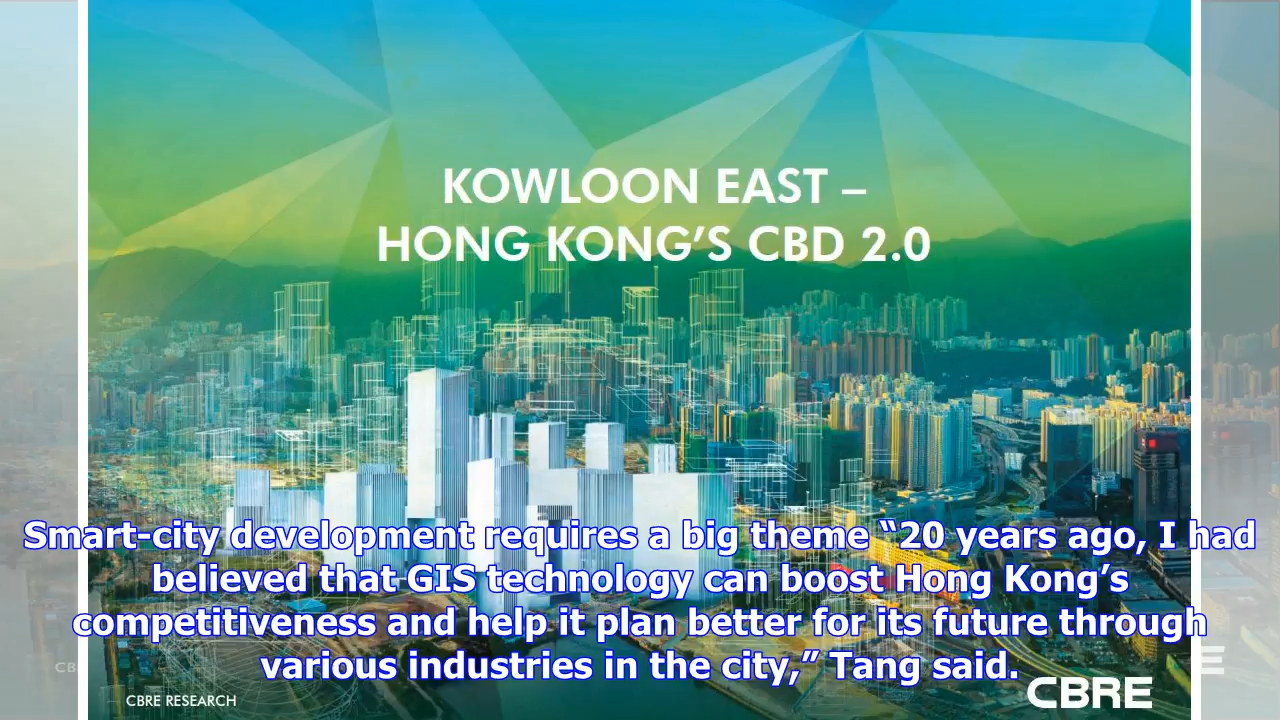 KOWLOON EAST –
HONG KONG’S CBD 2.0
Smart-city development requires a big theme “20 years ago, I had
believed that GIS technology can boost Hong Kong’s
competitiveness and help it plan better for its future through
various industries in the city,” Tang said.
CBRE RESEARCH
CBRE